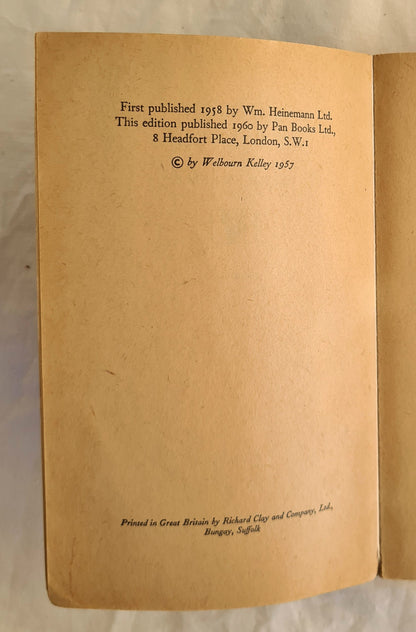 First published 1958 by Wm. Heinemann Ltd.
This edition published 1960 by Pan Books Ltd.,
8 Headfort Place, London, S.W.1
© by Welbourn Kelley 1957
Printed in Great Britain by Richard Clay and Company, Ltd.,
Bungay, Suffolk